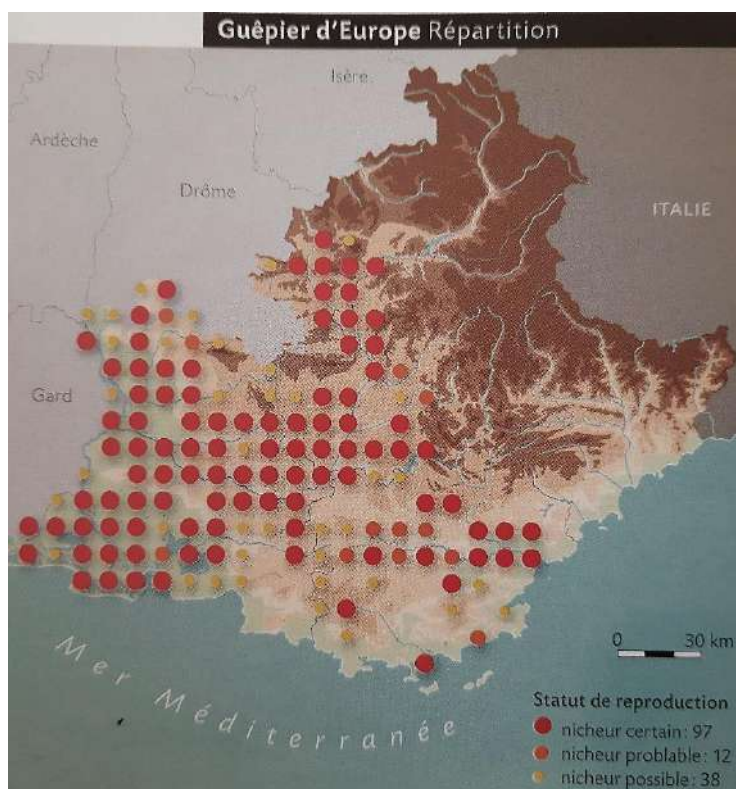 Guêpier d'Europe Répartition
Isère
Ardèche
Drôme
ITALIE
Gard
0 30 km
Mer Méditerranée
Statut de reproduction
nicheur certain : 97
nicheur problable : 12
nicheur possible : 38